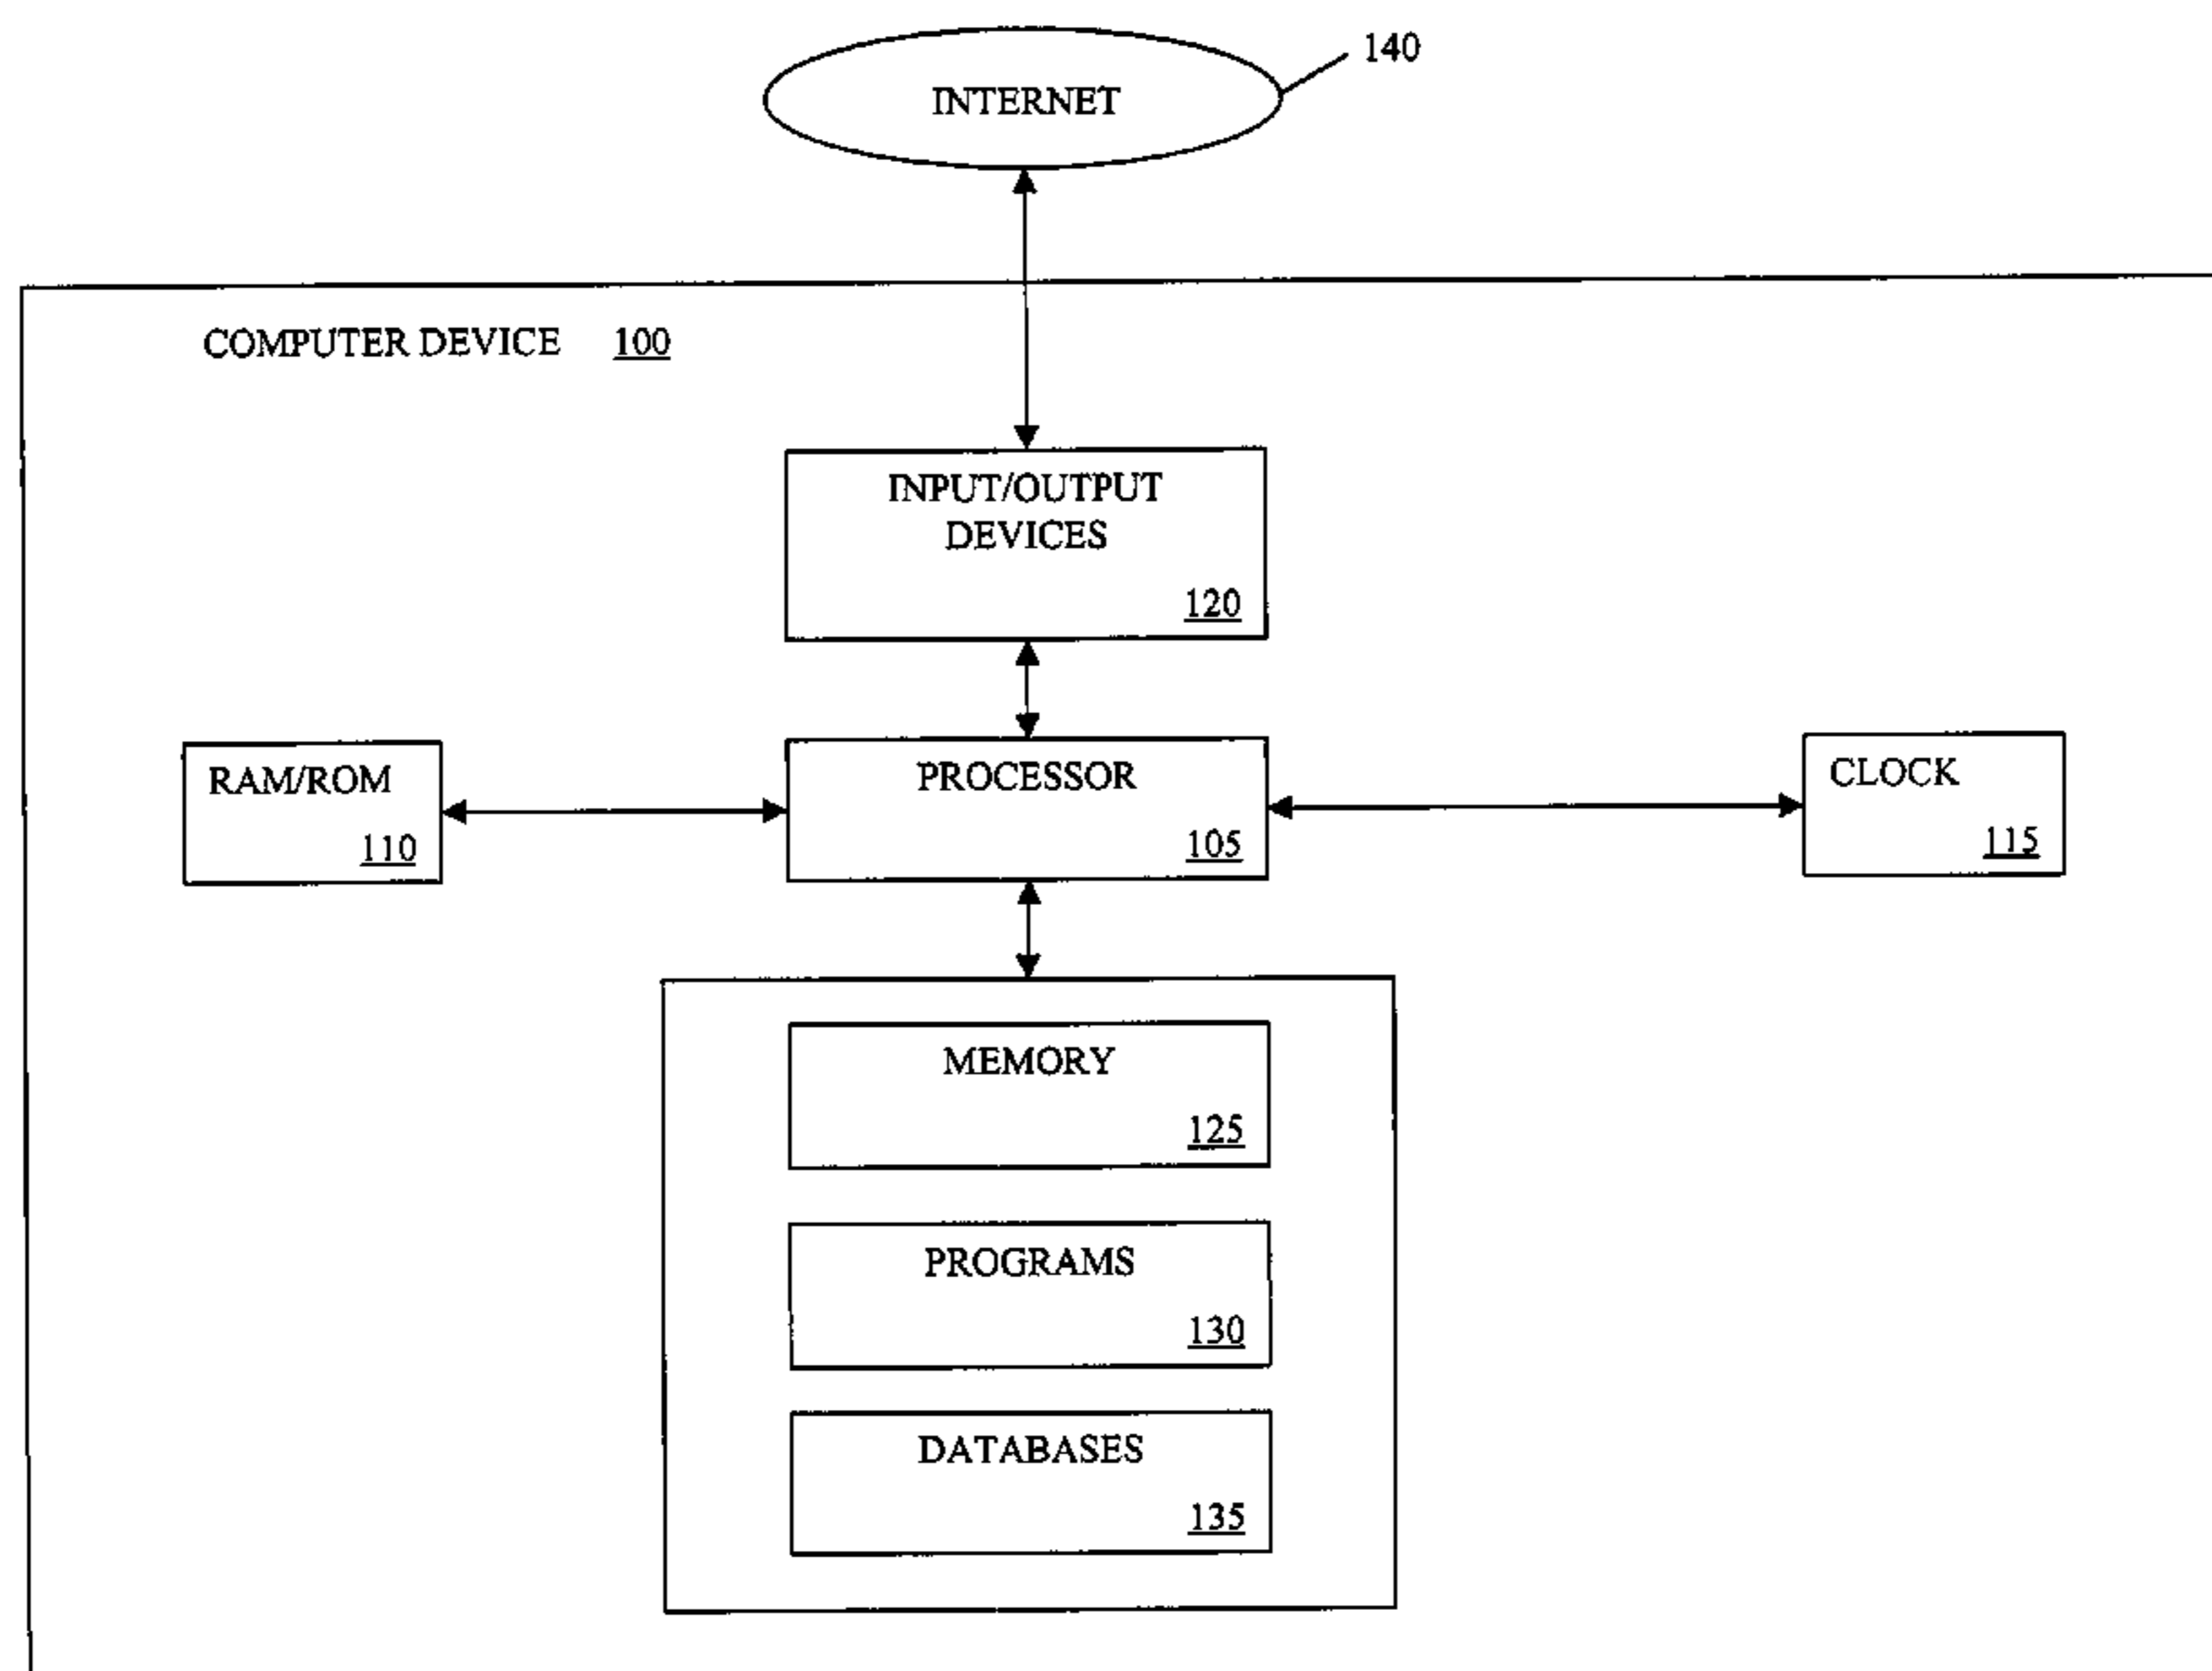 140
INTERNET
COMPUTER DEVICE 100
INPUT/OUTPUT
DEVICES
120
RAM/ROM
110
PROCESSOR
105
CLOCK
115
MEMORY
125
PROGRAMS
130
DATABASES
135